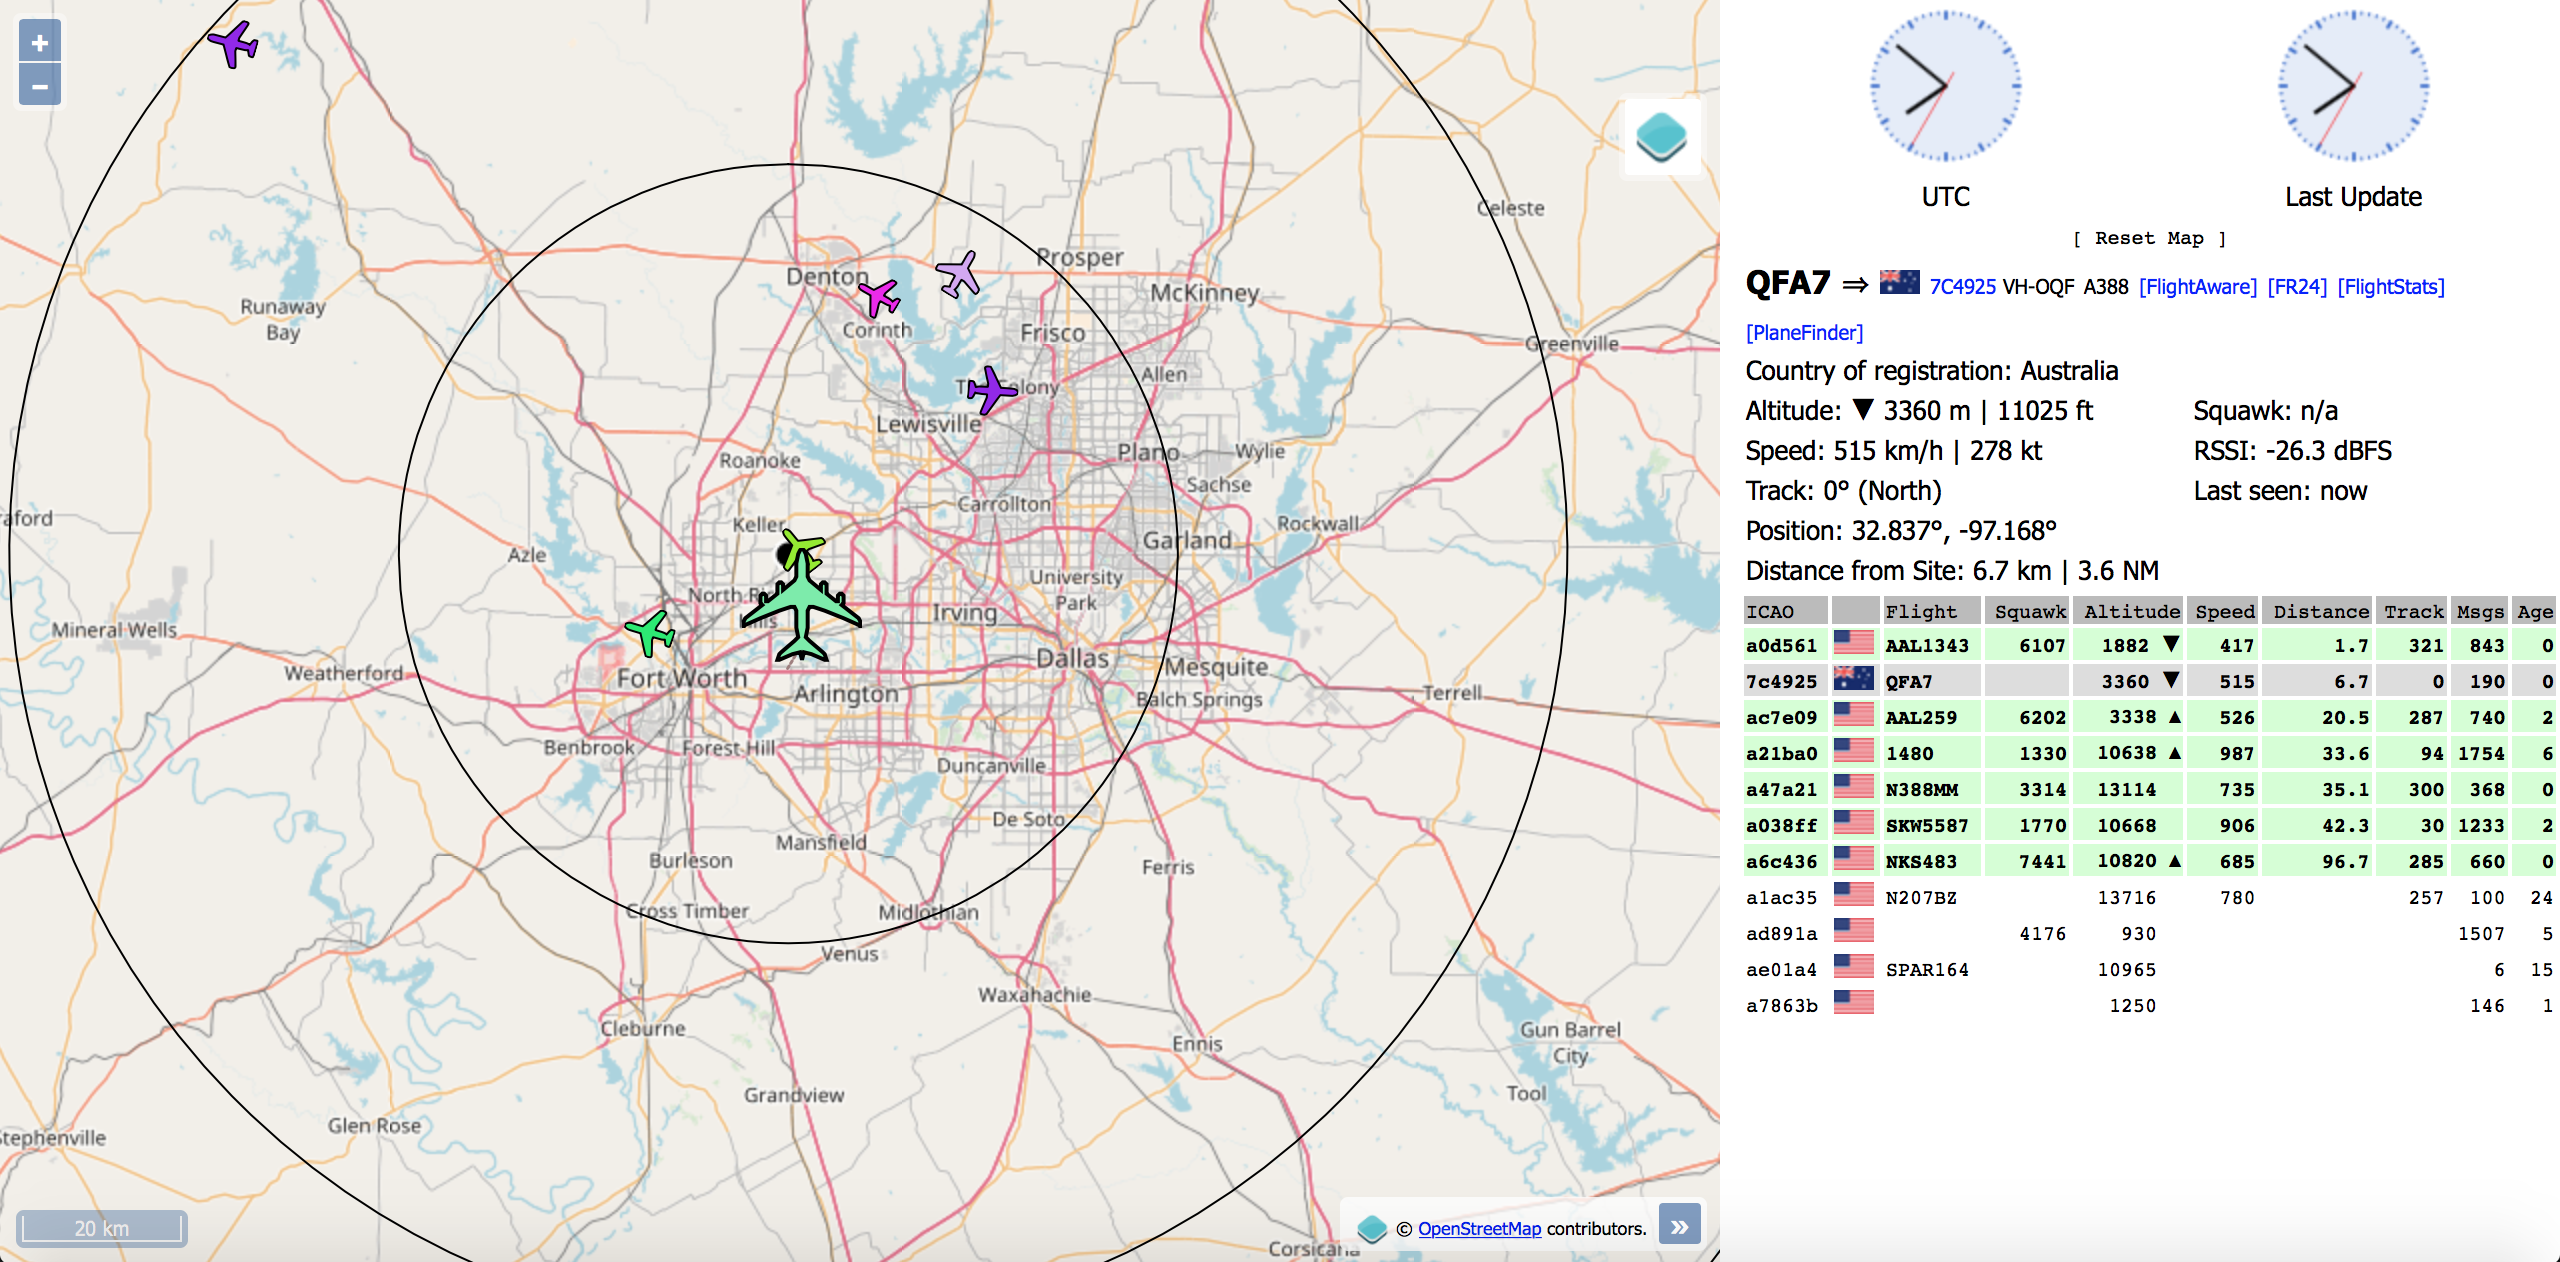 +
−
Celeste
Prosper
Denton
McKinney
Runaway
Bay
Corinth
Frisco
Greenville
Allen
Lewisville
Plano
Wylie
Roanoke
Sachse
Carrollton
Keller
Rockwall
Garland
Azle
University
Park
Irving
Mineral Wells
Dallas
Mesquite
Weatherford
Fort Worth
Arlington
Balch Springs
Terrell
Benbrook
Forest Hill
Duncanville
De Soto
Mansfield
Burleson
Ferris
Cross Timber
Midlothian
Venus
Waxahachie
Cleburne
Gun Barrel
City
Ennis
Tool
Grandview
Glen Rose
Stephenville
Corsicana
20 km
© OpenStreetMap contributors.
»
UTC
Last Update
[ Reset Map ]
QFA7 ⇒ 7C4925 VH-OQF A388 [FlightAware] [FR24] [FlightStats]
[PlaneFinder]
Country of registration: Australia
Altitude: ▼ 3360 m | 11025 ft Squawk: n/a
Speed: 515 km/h | 278 kt RSSI: -26.3 dBFS
Track: 0° (North) Last seen: now
Position: 32.837°, -97.168°
Distance from Site: 6.7 km | 3.6 NM
ICAO Flight Squawk Altitude Speed Distance Track Msgs Age
a0d561 AAL1343 6107 1882 ▼ 417 1.7 321 843 0
7c4925 QFA7 3360 ▼ 515 6.7 0 190 0
ac7e09 AAL259 6202 3338 ▲ 526 20.5 287 740 2
a21ba0 1480 1330 10638 ▲ 987 33.6 94 1754 6
a47a21 N388MM 3314 13114 735 35.1 300 368 0
a038ff SKW5587 1770 10668 906 42.3 30 1233 2
a6c436 NKS483 7441 10820 ▲ 685 96.7 285 660 0
a1ac35 N207BZ 13716 780 257 100 24
ad891a 4176 930 1507 5
ae01a4 SPAR164 10965 6 15
a7863b 1250 146 1